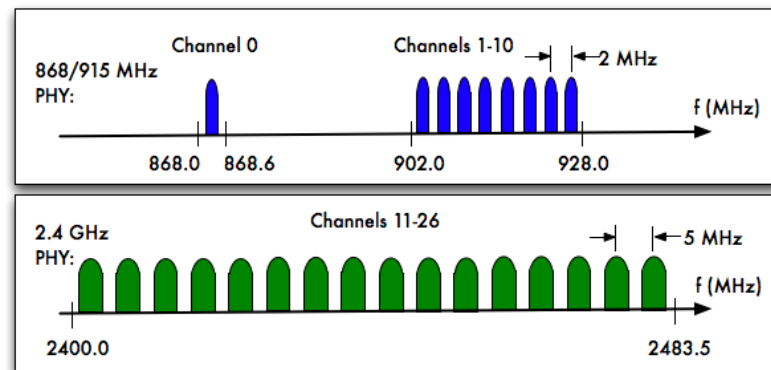 Channel 0
Channels 1-10
2 MHz
868/915 MHz
PHY:
f (MHz)
868.0
868.6
902.0
928.0
Channels 11-26
2.4 GHz
PHY:
5 MHz
f (MHz)
2400.0
2483.5